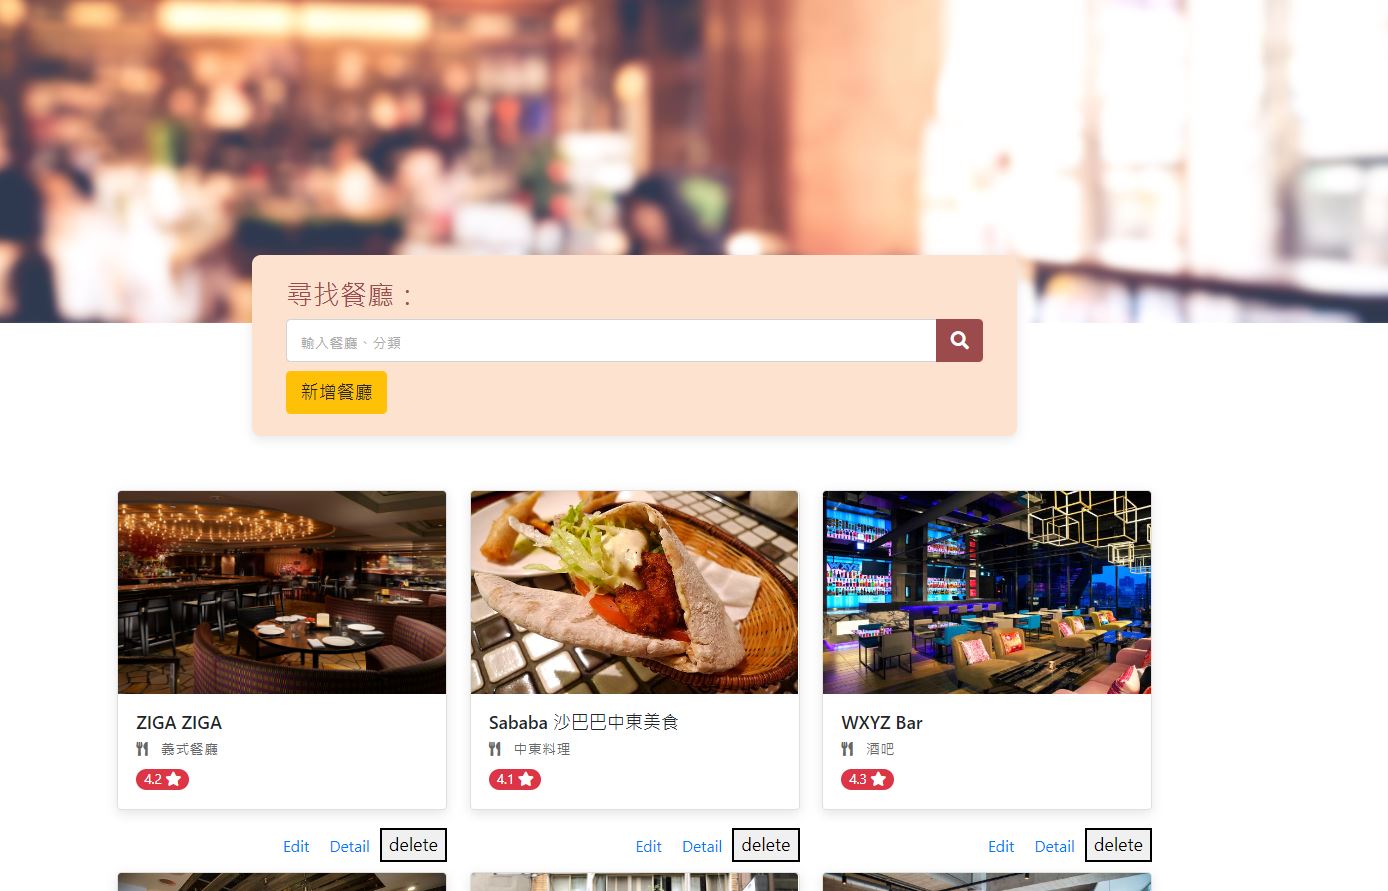 尋找餐廳：
輸入餐廳、分類
新增餐廳
ZIGA ZIGA
義式餐廳
4.2
Edit Detail delete
Sababa 沙巴巴中東美食
中東料理
4.1
Edit Detail delete
WXYZ Bar
酒吧
4.3
Edit Detail delete